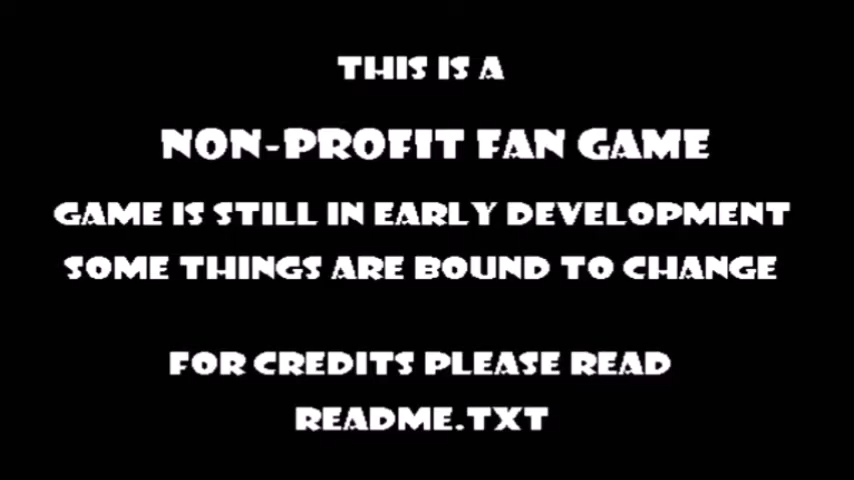 THIS IS A
NON-PROFIT FAN GAME
GAME IS STILL IN EARLY DEVELOPMENT
SOME THINGS ARE BOUND TO CHANGE
FOR CREDITS PLEASE READ
README.TXT